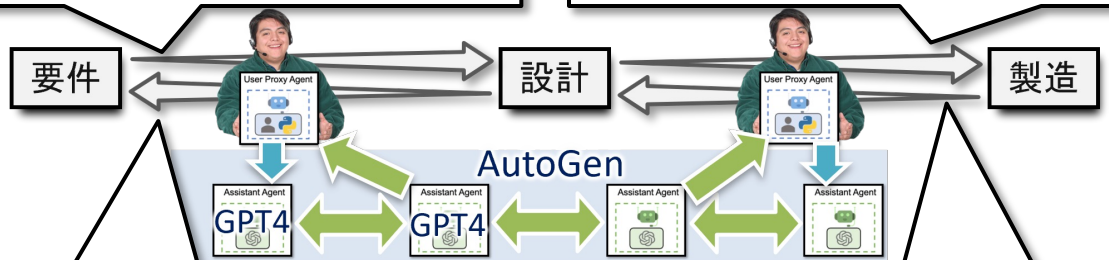 要件
設計
製造
User Proxy Agent
User Proxy Agent
AutoGen
Assistant Agent
GPT4
Assistant Agent
GPT4
Assistant Agent
Assistant Agent